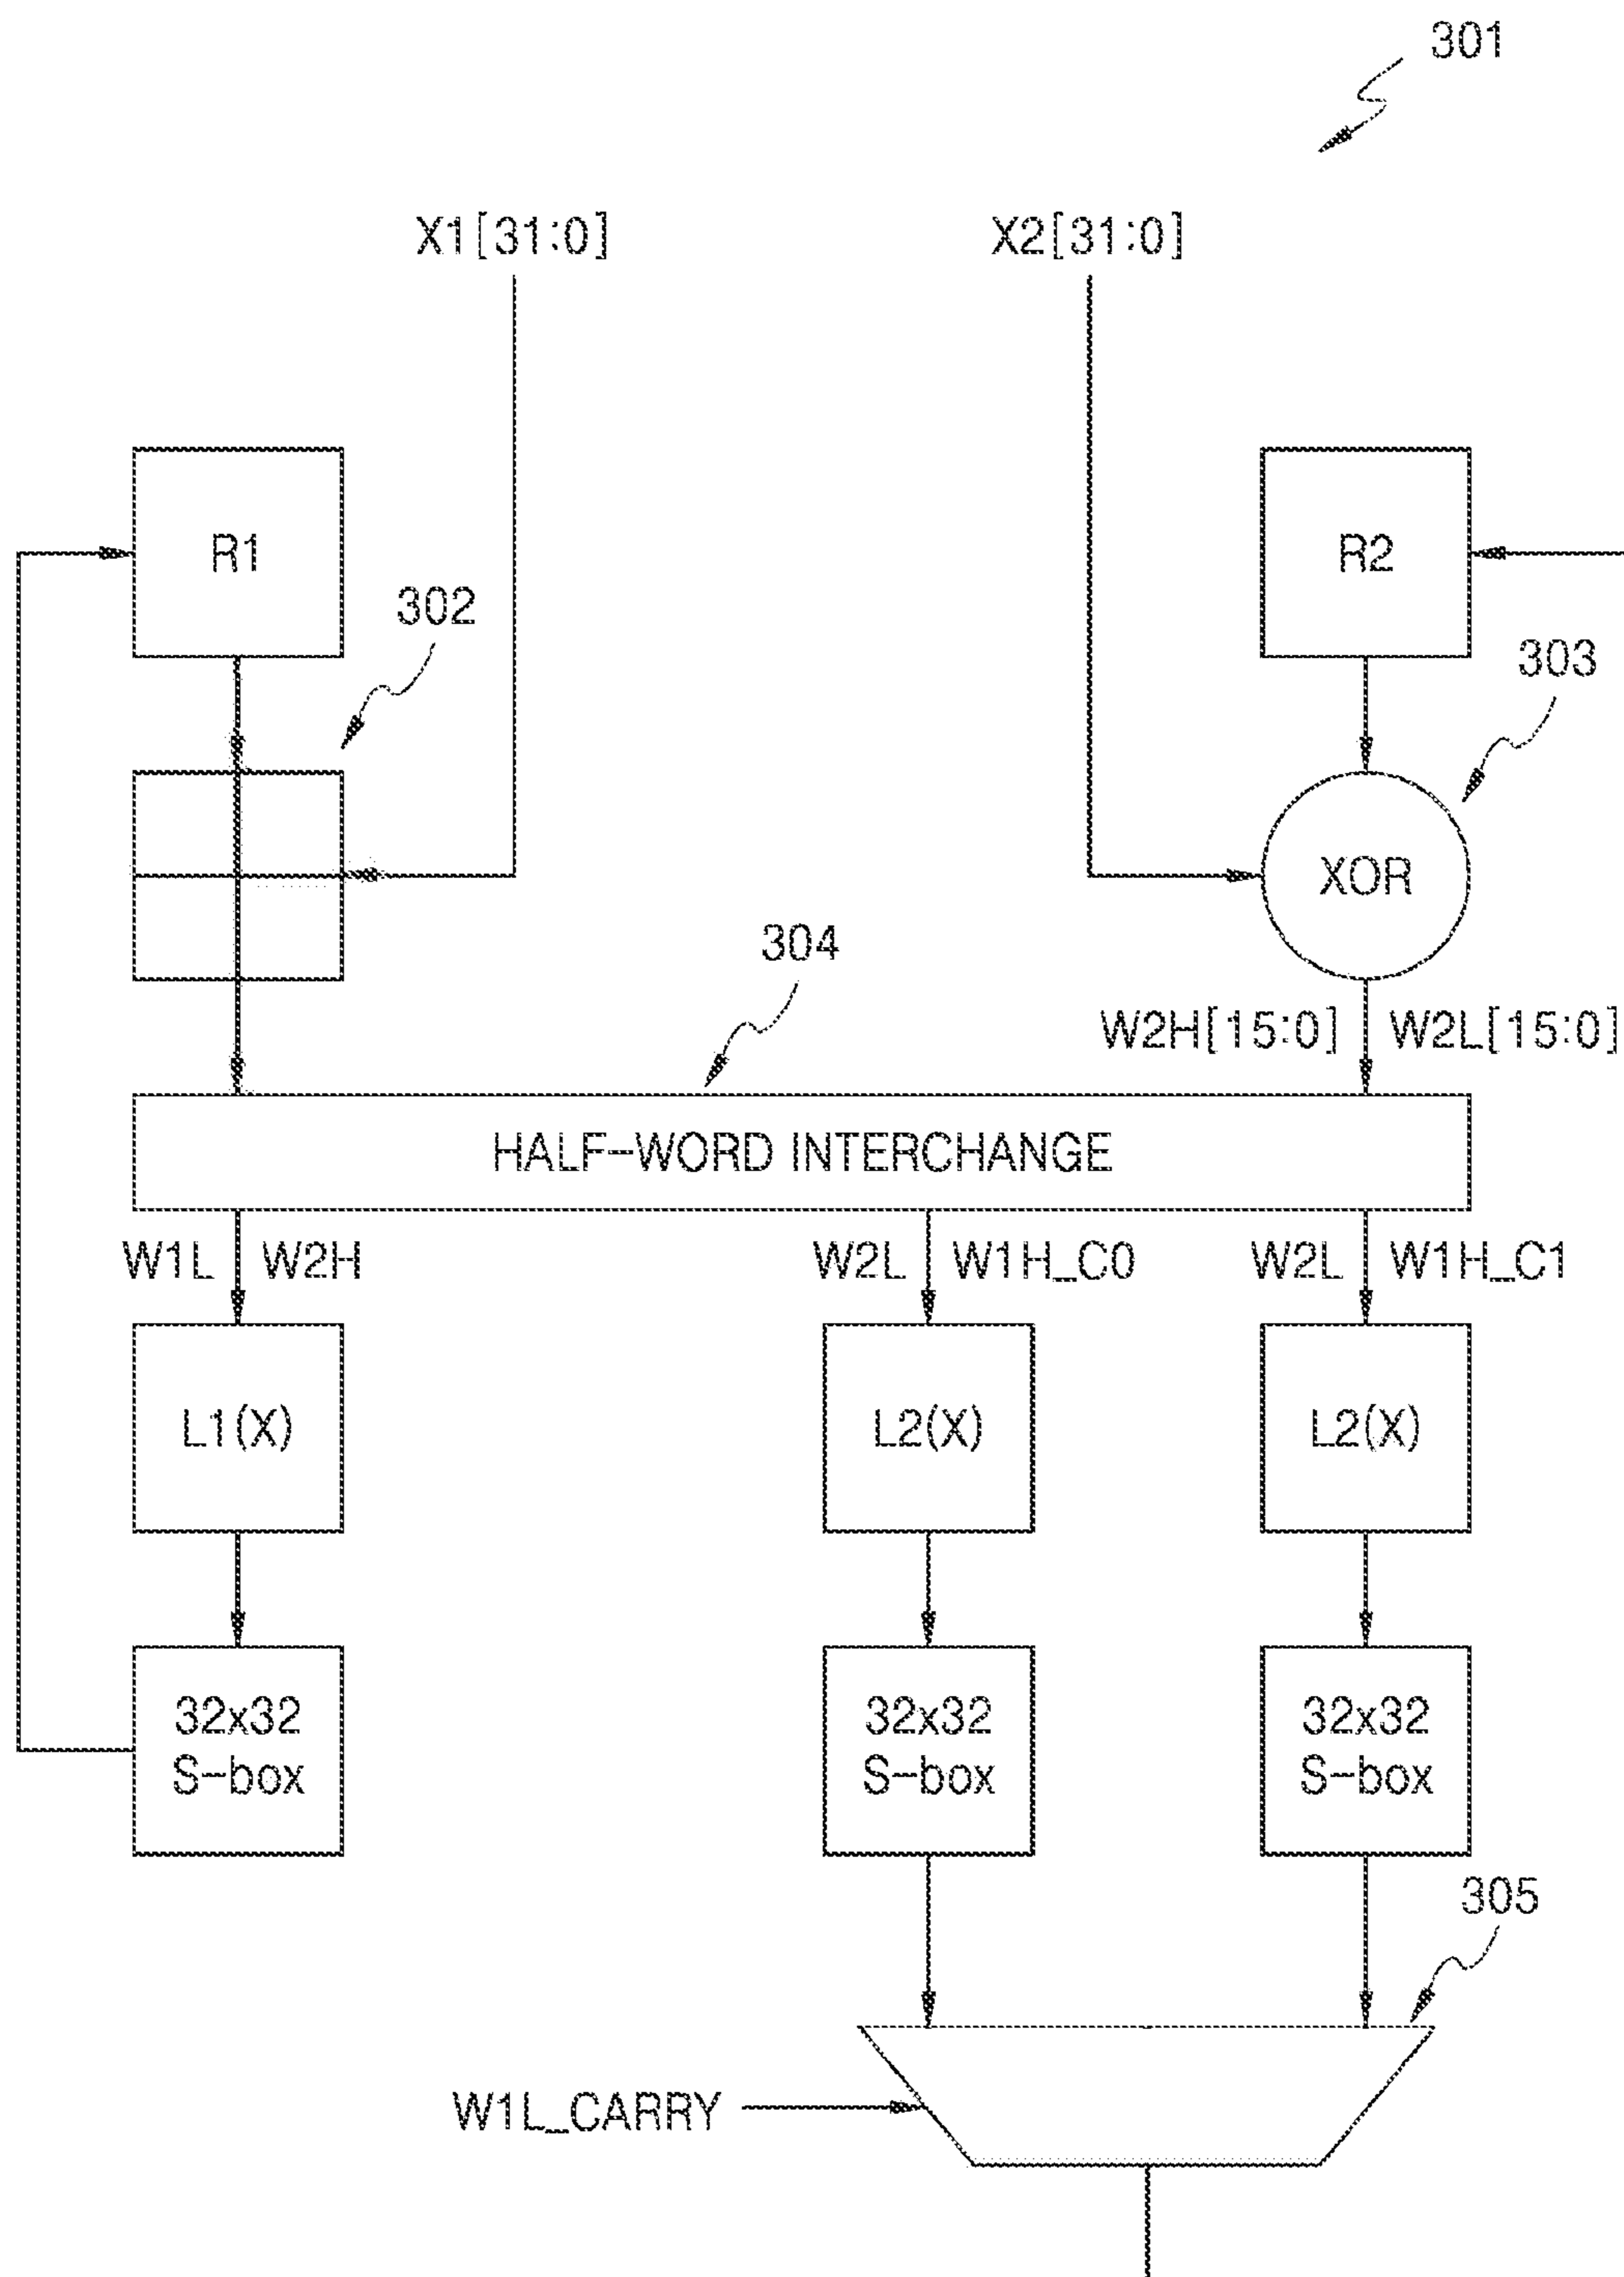 301
X1[31:0]
X2[31:0]
R1
R2
302
303
XOR
304
W2H[15:0]
W2L[15:0]
HALF-WORD INTERCHANGE
W1L
W2H
W2L
W1H_C0
W2L
W1H_C1
L1(X)
L2(X)
L2(X)
32x32
S-box
32x32
S-box
32x32
S-box
305
W1L_CARRY